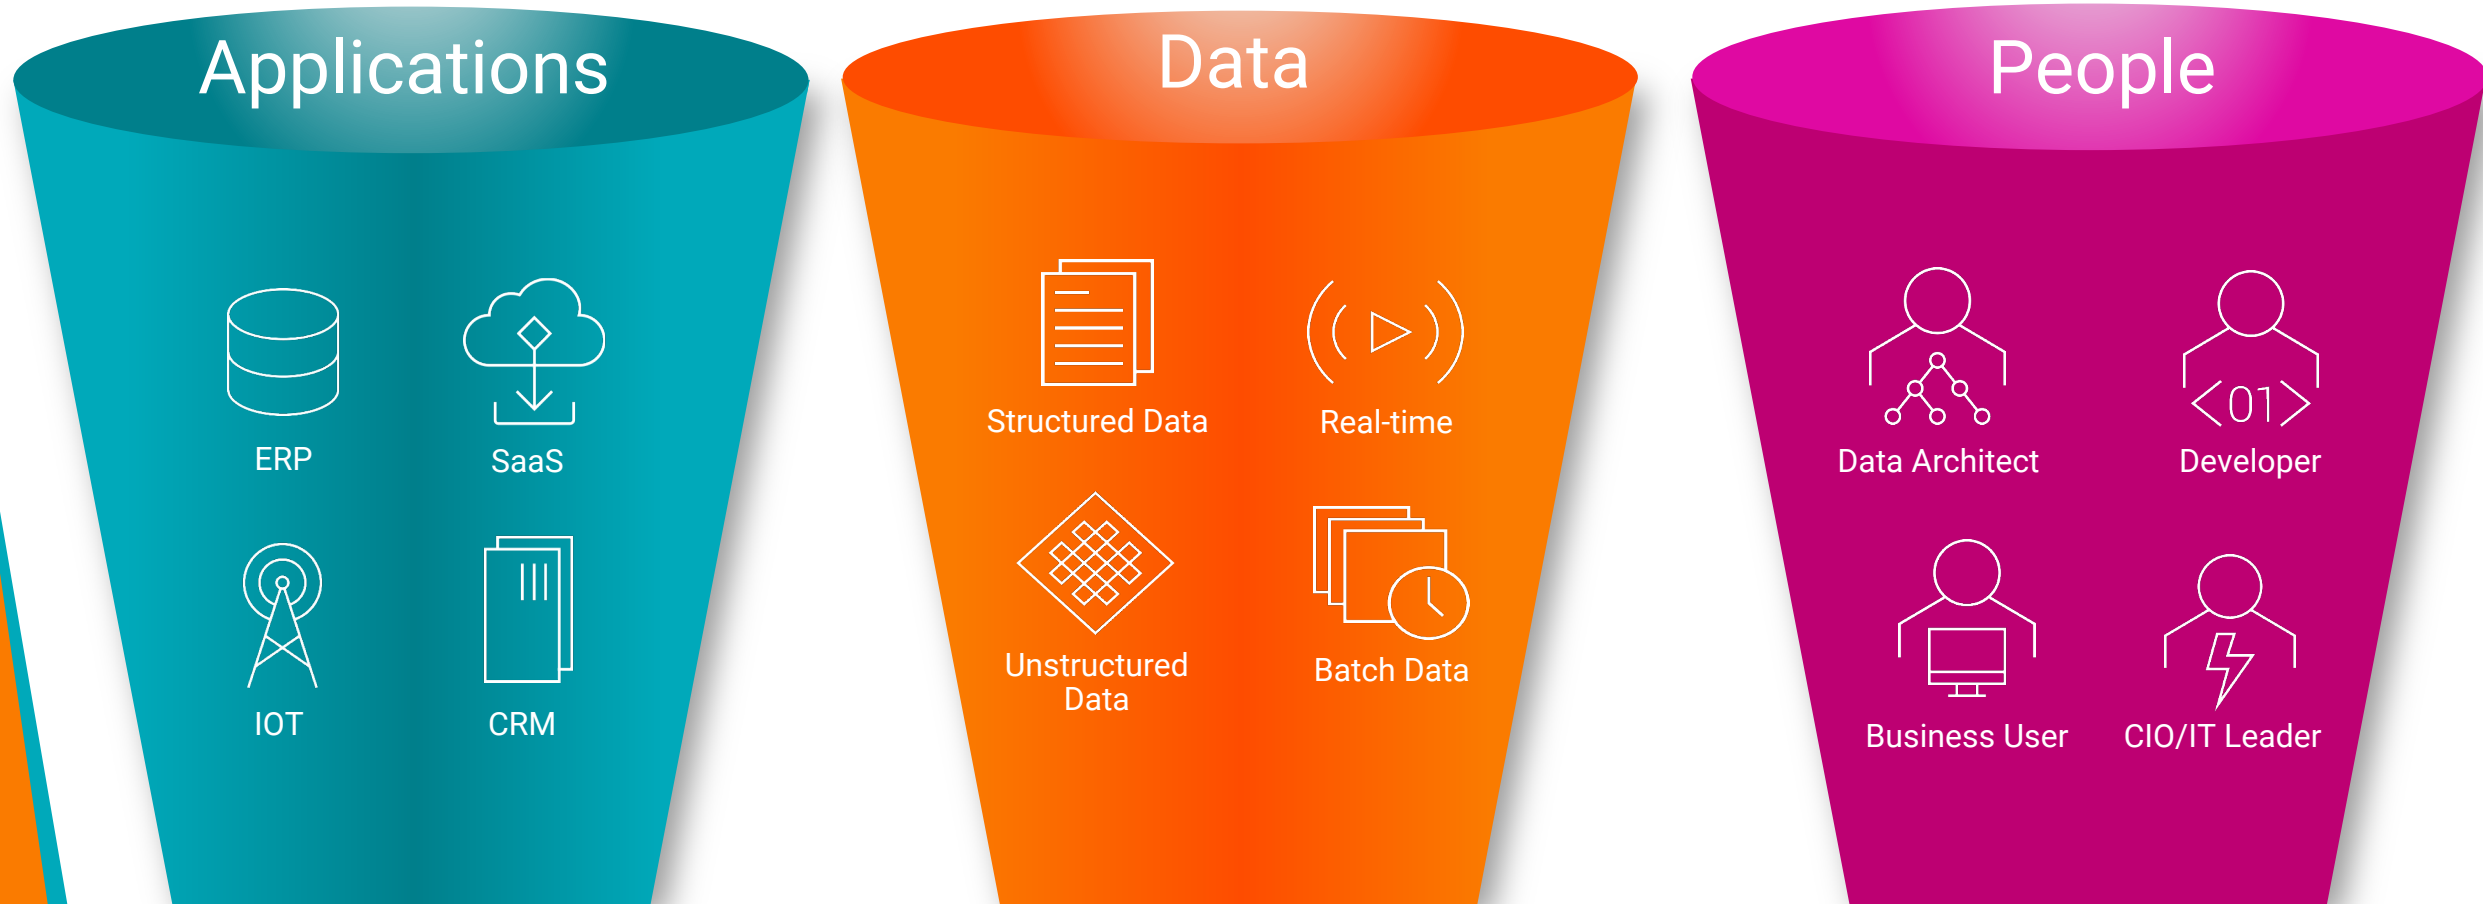 Applications
ERP
SaaS
IOT
CRM
Data
Structured Data
Real-time
Unstructured
Data
Batch Data
People
Data Architect
<01>
Developer
Business User
CIO/IT Leader